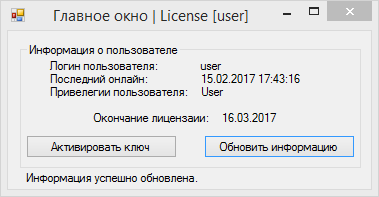 Главное окно | License [user]
Информация о пользователе
Логин пользователя: user
Последний онлайн: 15.02.2017 17:43:16
Привелегии пользователя: User
Окончание лицензаии: 16.03.2017
Активировать ключ Обновить информацию
Информация успешно обновлена.